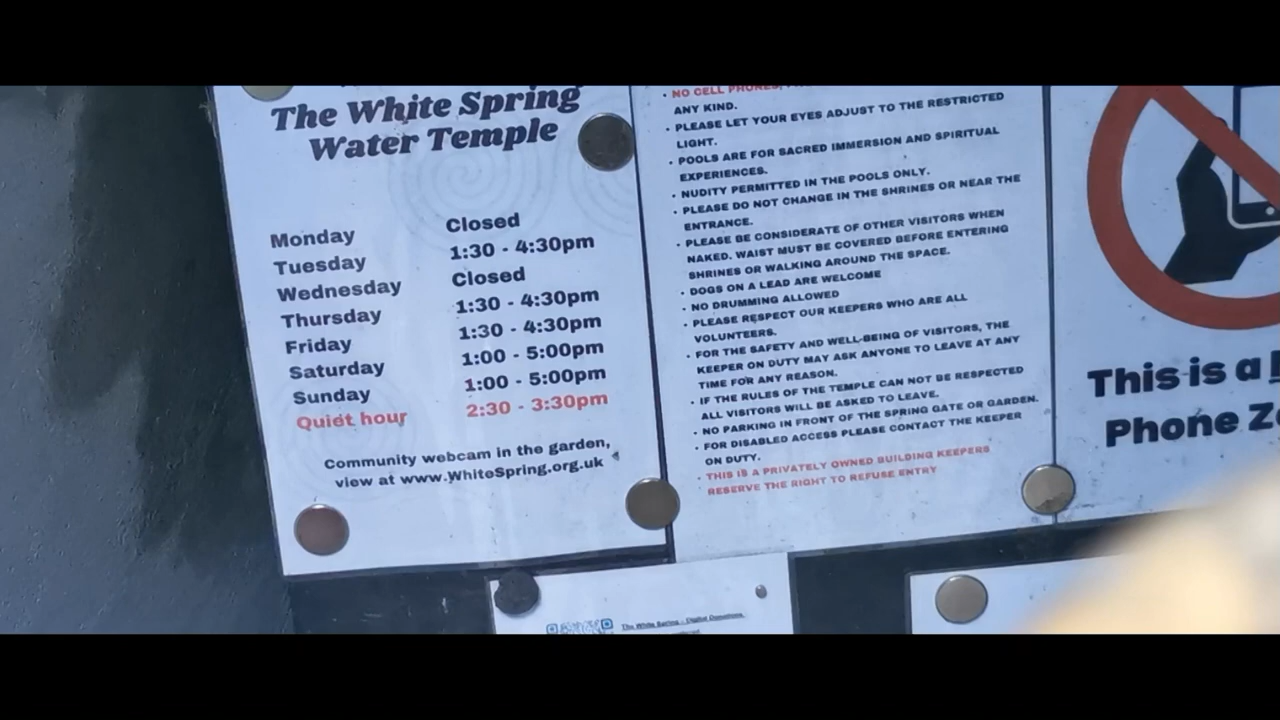 The White Spring
Water Temple
Monday Closed
Tuesday 1:30 - 4:30pm
Wednesday Closed
Thursday 1:30 - 4:30pm
Friday 1:30 - 4:30pm
Saturday 1:00 - 5:00pm
Sunday 1:00 - 5:00pm
Quiet hour 2:30 - 3:30pm
Community webcam in the garden,
view at www.WhiteSpring.org.uk
• NO CELL PHONES,
ANY KIND.
• PLEASE LET YOUR EYES ADJUST TO THE RESTRICTED
LIGHT.
• POOLS ARE FOR SACRED IMMERSION AND SPIRITUAL
EXPERIENCES.
• NUDITY PERMITTED IN THE POOLS ONLY.
• PLEASE DO NOT CHANGE IN THE SHRINES OR NEAR THE
ENTRANCE.
• PLEASE BE CONSIDERATE OF OTHER VISITORS WHEN
NAKED. WAIST MUST BE COVERED BEFORE ENTERING
SHRINES OR WALKING AROUND THE SPACE.
• DOGS ON A LEAD ARE WELCOME
• NO DRUMMING ALLOWED
• PLEASE RESPECT OUR KEEPERS WHO ARE ALL
VOLUNTEERS.
• FOR THE SAFETY AND WELL-BEING OF VISITORS, THE
KEEPER ON DUTY MAY ASK ANYONE TO LEAVE AT ANY
TIME FOR ANY REASON.
• IF THE RULES OF THE TEMPLE CAN NOT BE RESPECTED
ALL VISITORS WILL BE ASKED TO LEAVE.
• NO PARKING IN FRONT OF THE SPRING GATE OR GARDEN.
• FOR DISABLED ACCESS PLEASE CONTACT THE KEEPER
ON DUTY.
• THIS IS A PRIVATELY OWNED BUILDING KEEPERS
RESERVE THE RIGHT TO REFUSE ENTRY
This is a
Phone
The White Spring - Digital Donations.